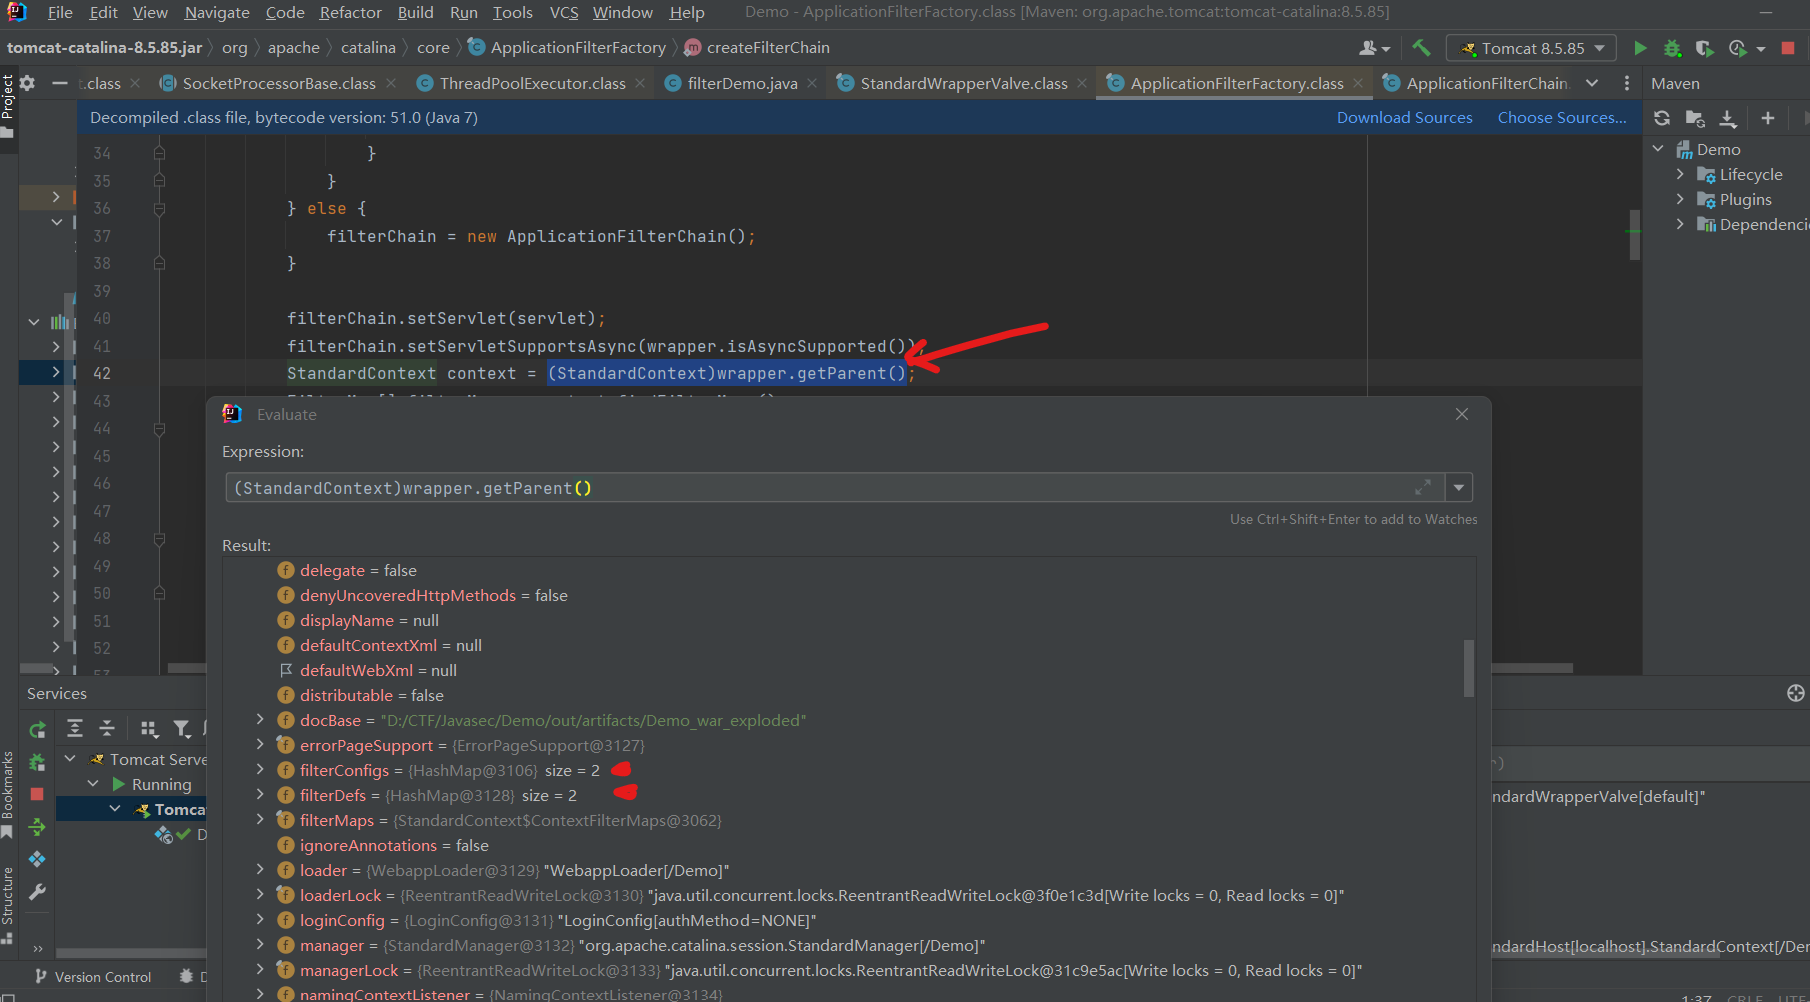 File Edit View Navigate Code Refactor Build Run Tools VCS Window Help Demo - ApplicationFilterFactory.class [Maven: org.apache.tomcat:tomcat-catalina:8.5.85]
tomcat-catalina-8.5.85.jar org apache catalina core ApplicationFilterFactory createFilterChain Tomcat 8.5.85
t.class SocketProcessorBase.class ThreadPoolExecutor.class filterDemo.java StandardWrapperValve.class ApplicationFilterFactory.class ApplicationFilterChain Maven
Project
Decompiled .class file, bytecode version: 51.0 (Java 7) Download Sources Choose Sources...
Demo
Lifecycle
Plugins
Dependenci
34 }
35 }
36 } else {
37 filterChain = new ApplicationFilterChain();
38 }
39
40 filterChain.setServlet(servlet);
41 filterChain.setServletSupportsAsync(wrapper.isAsyncSupported());
42 StandardContext context = (StandardContext)wrapper.getParent();
43
44
45
46
47
48
49
50
51
52
53
Evaluate
Expression:
(StandardContext)wrapper.getParent()
Use Ctrl+Shift+Enter to add to Watches
Result:
delegate = false
denyUncoveredHttpMethods = false
displayName = null
defaultContextXml = null
defaultWebXml = null
distributable = false
docBase = "D:/CTF/Javasec/Demo/out/artifacts/Demo_war_exploded"
errorPageSupport = {ErrorPageSupport@3127}
filterConfigs = {HashMap@3106} size = 2
filterDefs = {HashMap@3128} size = 2
filterMaps = {StandardContext$ContextFilterMaps@3062}
ignoreAnnotations = false
loader = {WebappLoader@3129} "WebappLoader[/Demo]"
loaderLock = {ReentrantReadWriteLock@3130} "java.util.concurrent.locks.ReentrantReadWriteLock@3f0e1c3d[Write locks = 0, Read locks = 0]"
loginConfig = {LoginConfig@3131} "LoginConfig[authMethod=NONE]"
manager = {StandardManager@3132} "org.apache.catalina.session.StandardManager[/Demo]"
managerLock = {ReentrantReadWriteLock@3133} "java.util.concurrent.locks.ReentrantReadWriteLock@31c9e5ac[Write locks = 0, Read locks = 0]"
namingContextListener = {NamingContextListener@3134}
Services
Tomcat Serve
Running
Tomca
D
Bookmarks
Structure
r)
ndardWrapperValve[default]"
ndardHost[localhost].StandardContext[/Dem
Version Control D
1:37 CRLF UTF